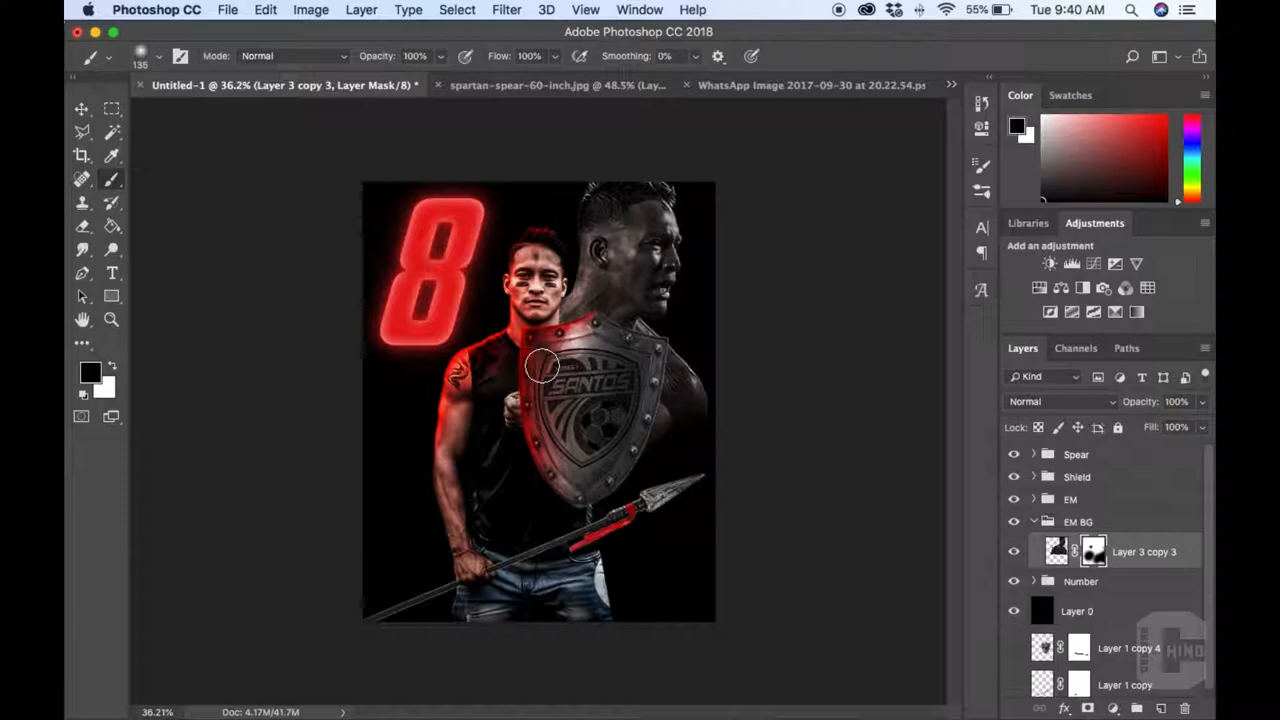 Photoshop CC File Edit Image Layer Type Select Filter 3D View Window Help 55% Tue 9:40 AM
Adobe Photoshop CC 2018
135 Mode: Normal Opacity: 100% Flow: 100% Smoothing: 0%
Untitled-1 @ 36.2% (Layer 3 copy 3, Layer Mask/8) * spartan-spear-60-inch.jpg @ 48.5% (Lay... WhatsApp Image 2017-09-30 at 20.22.54.ps
Color Swatches
8
Libraries Adjustments
Add an adjustment
Layers Channels Paths
Kind
SANTOS
Normal Opacity: 100%
Lock: Fill: 100%
Spear
Shield
EM
EM BG
Layer 3 copy 3
Number
Layer 0
Layer 1 copy 4
HINO
Layer 1 copy
36.21% Doc: 4.17M/41.7M